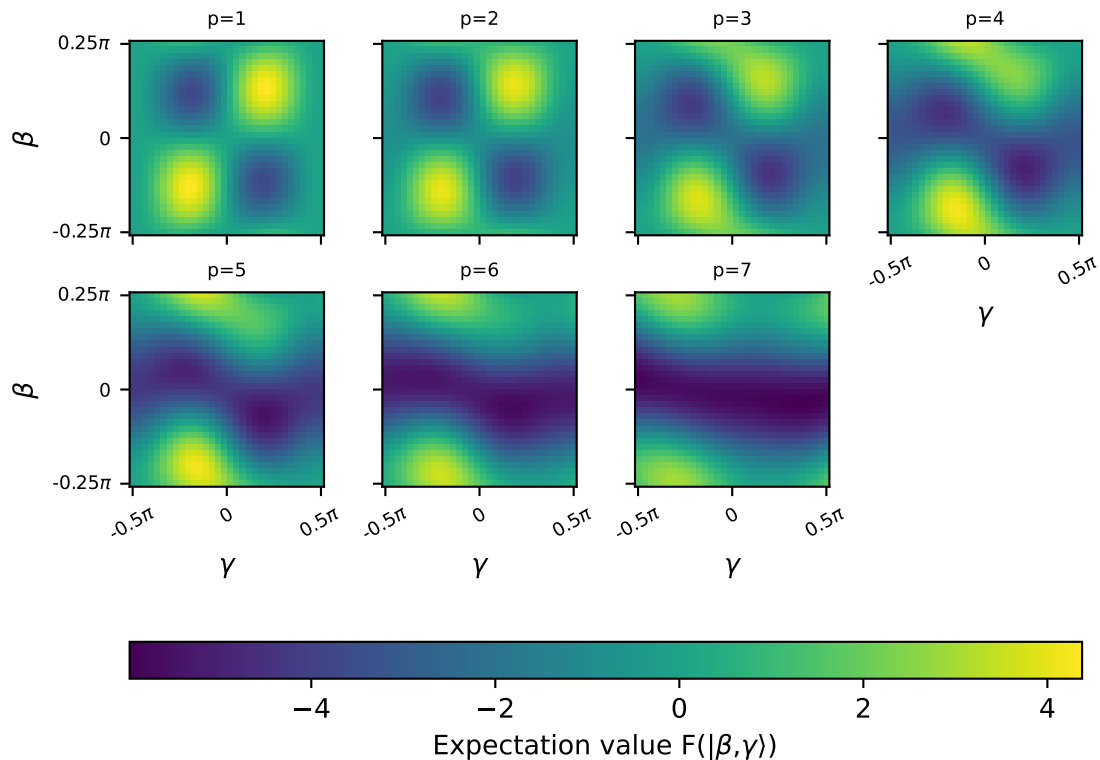 p=1 p=2 p=3 p=4
0.25π
β
0
-0.25π
-0.5π 0 0.5π
γ
p=5 p=6 p=7
0.25π
β
0
-0.25π
-0.5π 0 0.5π -0.5π 0 0.5π -0.5π 0 0.5π
γ γ γ
−4 −2 0 2 4
Expectation value F(|β,γ⟩)